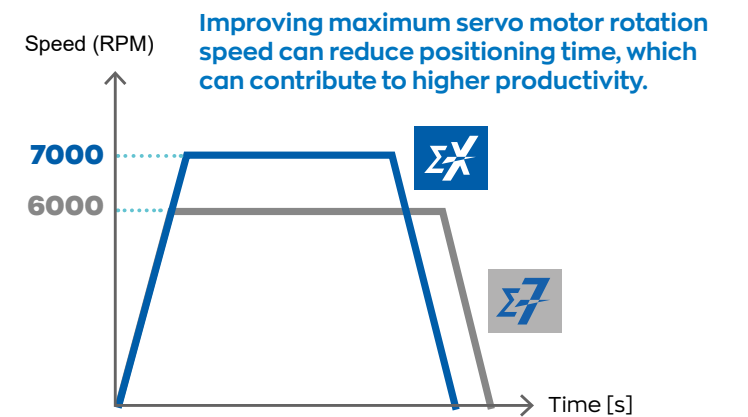 Improving maximum servo motor rotation
speed can reduce positioning time, which
can contribute to higher productivity.
Speed (RPM)
7000
ΣX
6000
Σ7
Time [s]